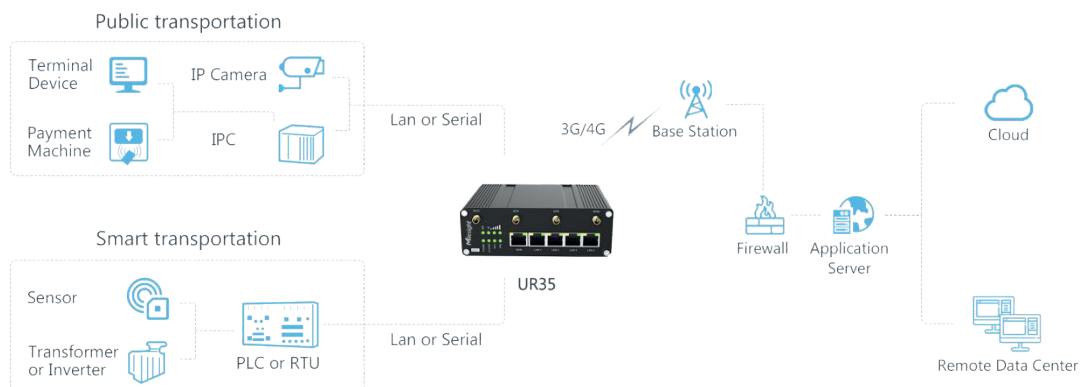 Public transportation
Terminal
Device
IP Camera
Payment
Machine
IPC
Lan or Serial
3G/4G
Base Station
Cloud
Milesight
UR35
Firewall
Application
Server
Smart transportation
Sensor
Transformer
or Inverter
PLC or RTU
Lan or Serial
Remote Data Center